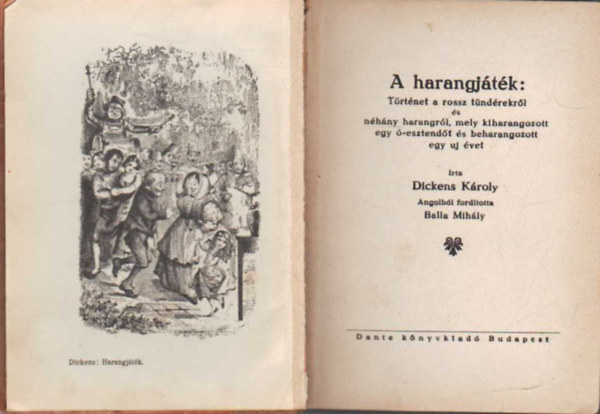 Dickens: Harangjáték.
A harangjáték:
Történet a rossz tündérekről
és
néhány harangról, mely kiharangozott
egy ó-esztendőt és beharangozott
egy uj évet
Irta
Dickens Károly
Angolból fordította
Balla Mihály
Dante könyvkiadó Budapest